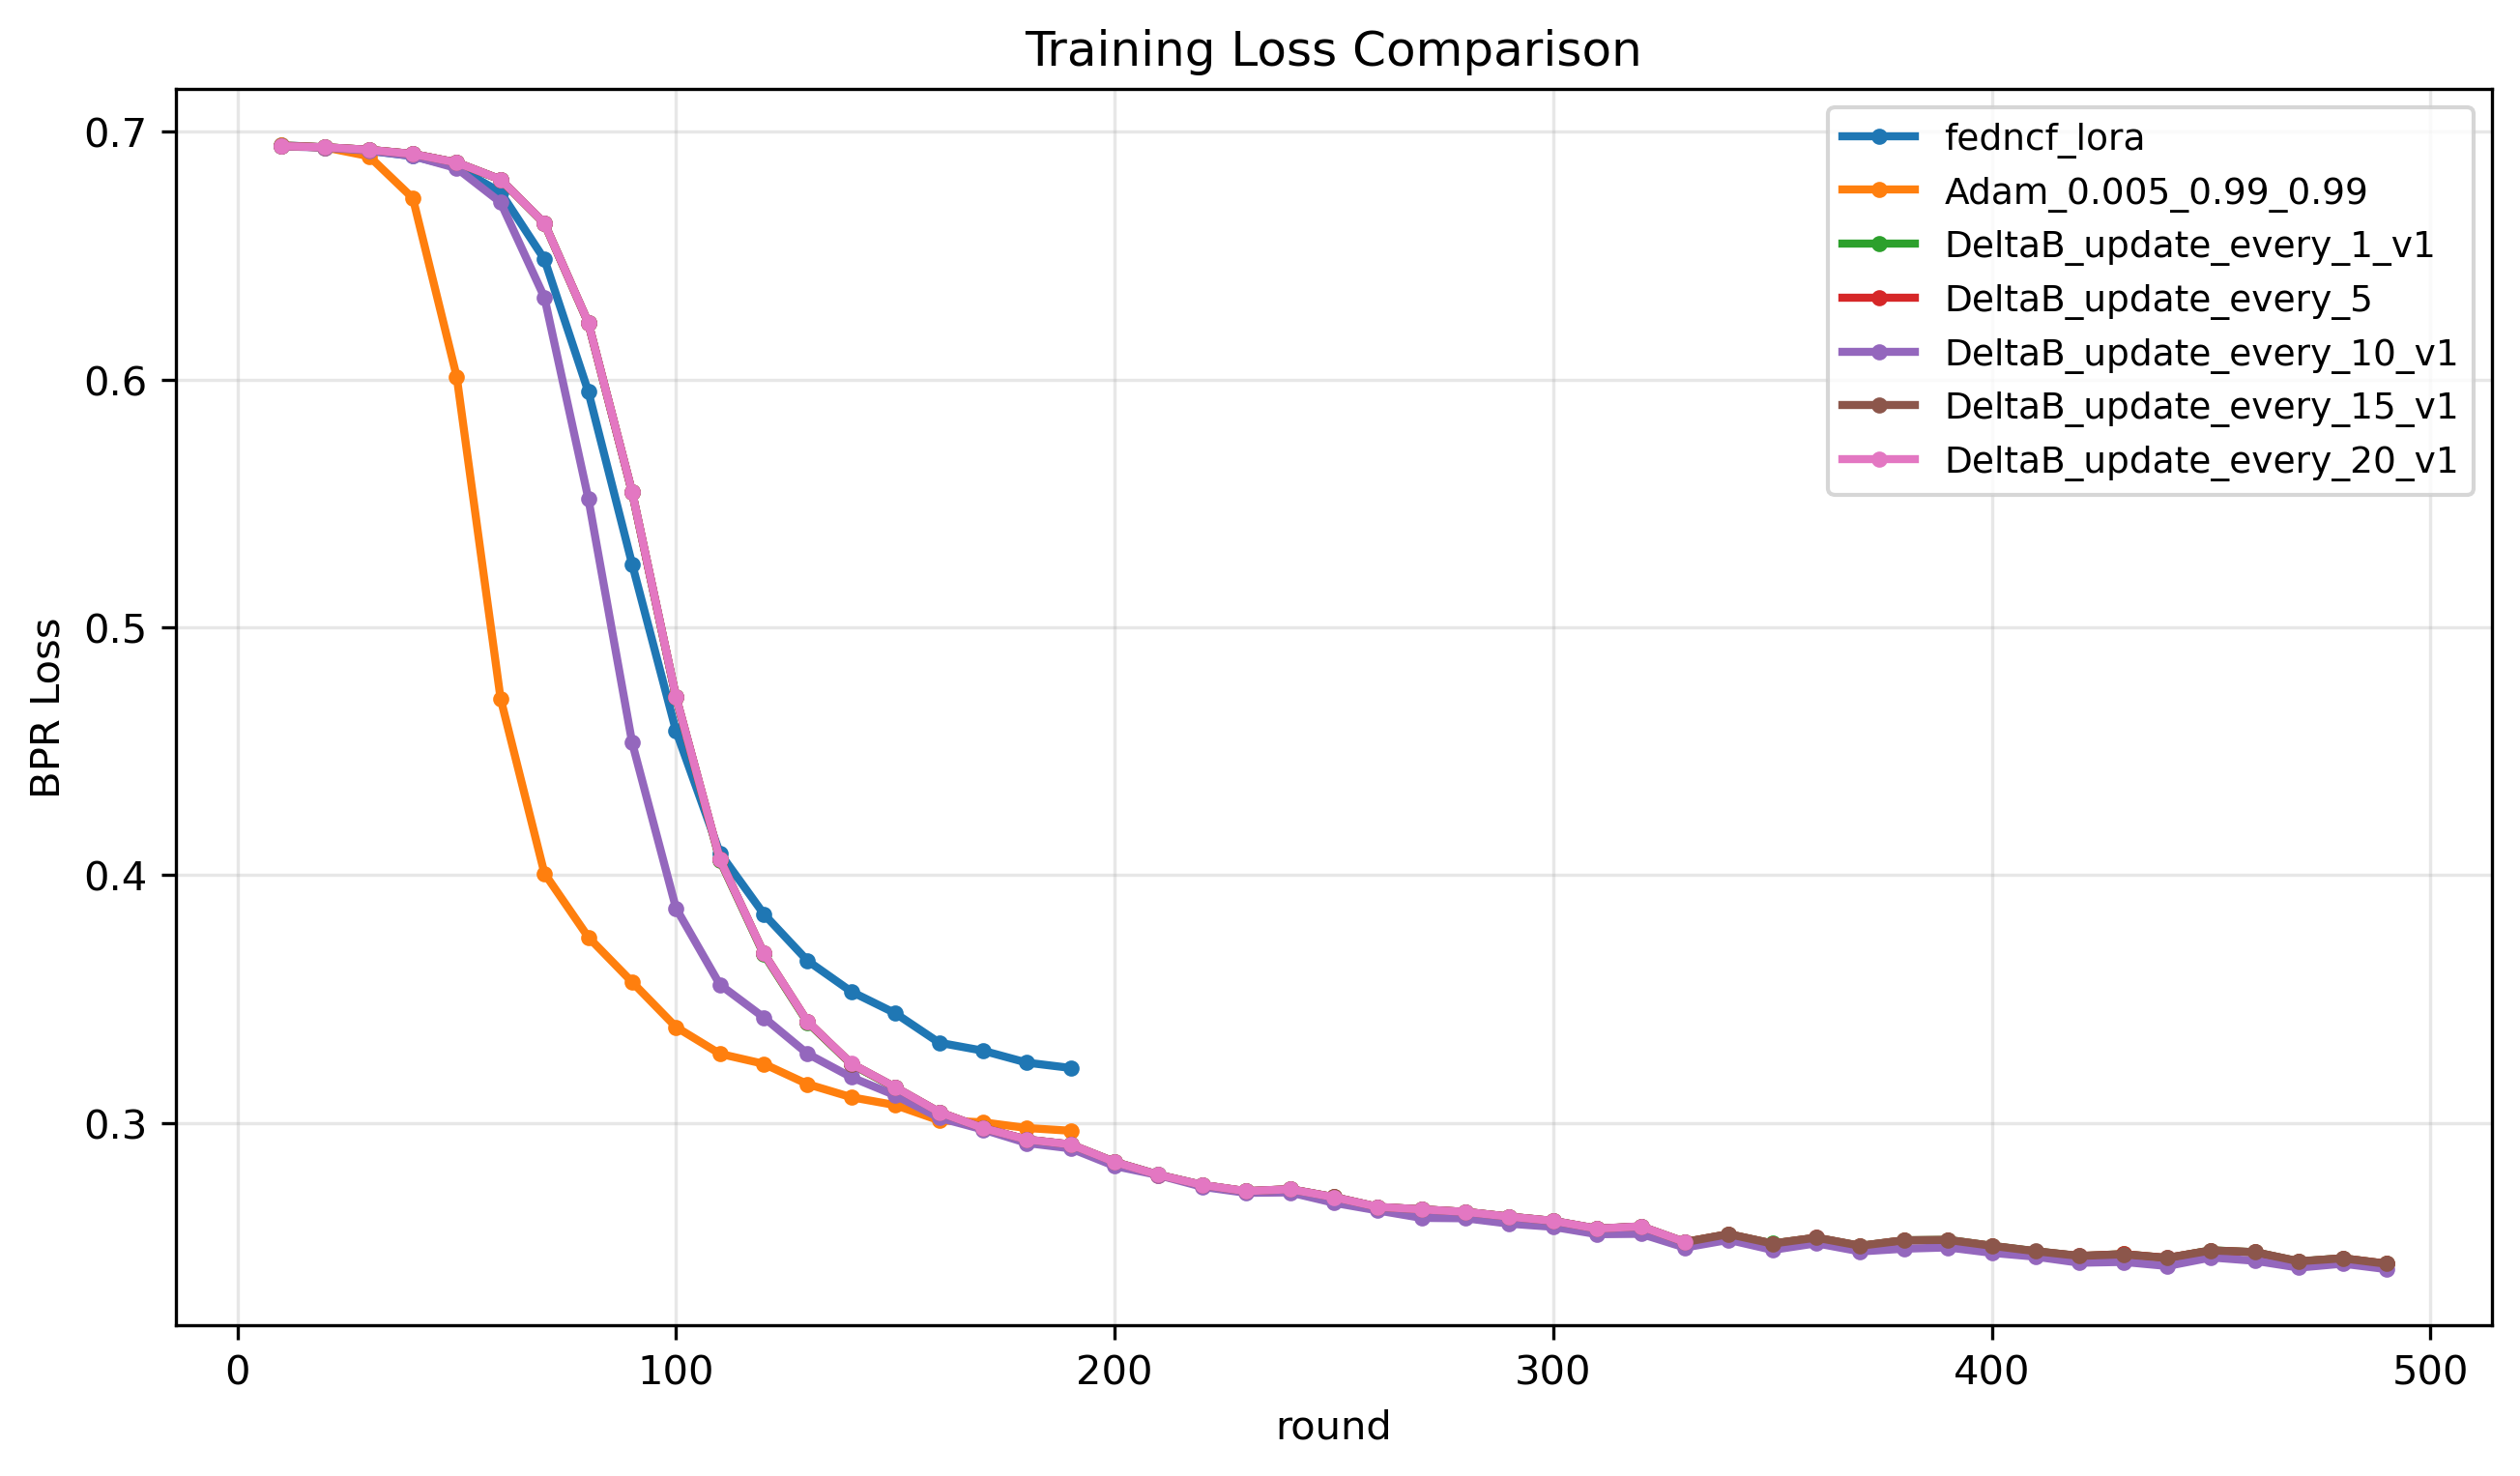 Training Loss Comparison
0.7
0.6
0.5
0.4
0.3
BPR Loss
fedncf_lora
Adam_0.005_0.99_0.99
DeltaB_update_every_1_v1
DeltaB_update_every_5
DeltaB_update_every_10_v1
DeltaB_update_every_15_v1
DeltaB_update_every_20_v1
0 100 200 300 400 500
round